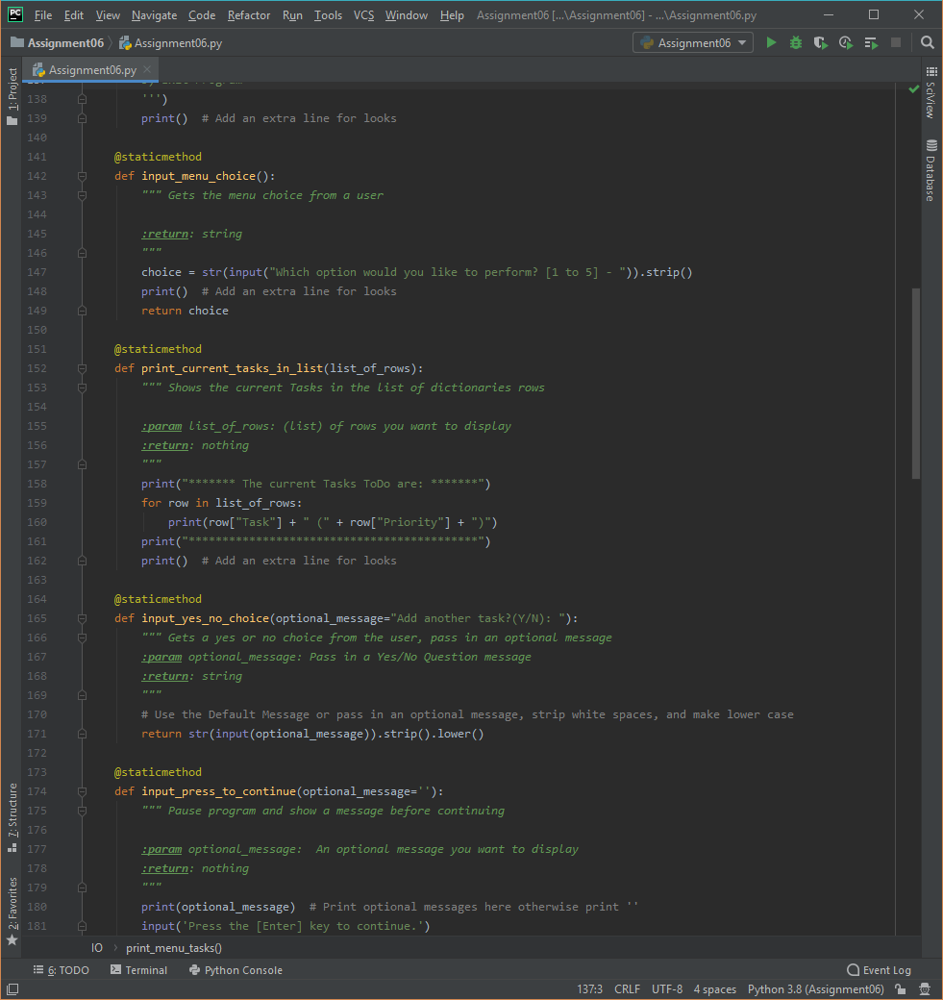 PC File Edit View Navigate Code Refactor Run Tools VCS Window Help Assignment06 [...\Assignment06] - ...\Assignment06.py
Assignment06 Assignment06.py Assignment06
Assignment06.py
1: Project
7: Structure
2: Favorites
138 ''')
139 print()  # Add an extra line for looks
140
141 @staticmethod
142 def input_menu_choice():
143 """ Gets the menu choice from a user
144
145 :return: string
146 """
147 choice = str(input("Which option would you like to perform? [1 to 5] - ")).strip()
148 print()  # Add an extra line for looks
149 return choice
150
151 @staticmethod
152 def print_current_tasks_in_list(list_of_rows):
153 """ Shows the current Tasks in the list of dictionaries rows
154
155 :param list_of_rows: (list) of rows you want to display
156 :return: nothing
157 """
158 print("******* The current Tasks ToDo are: *******")
159 for row in list_of_rows:
160 print(row["Task"] + " (" + row["Priority"] + ")")
161 print("*******************************************")
162 print()  # Add an extra line for looks
163
164 @staticmethod
165 def input_yes_no_choice(optional_message="Add another task?(Y/N): "):
166 """ Gets a yes or no choice from the user, pass in an optional message
167 :param optional_message: Pass in a Yes/No Question message
168 :return: string
169 """
170 # Use the Default Message or pass in an optional message, strip white spaces, and make lower case
171 return str(input(optional_message)).strip().lower()
172
173 @staticmethod
174 def input_press_to_continue(optional_message=''):
175 """ Pause program and show a message before continuing
176
177 :param optional_message:  An optional message you want to display
178 :return: nothing
179 """
180 print(optional_message)  # Print optional messages here otherwise print ''
181 input('Press the [Enter] key to continue.')
SciView
Database
IO print_menu_tasks()
6: TODO Terminal Python Console Event Log
137:3 CRLF UTF-8 4 spaces Python 3.8 (Assignment06)